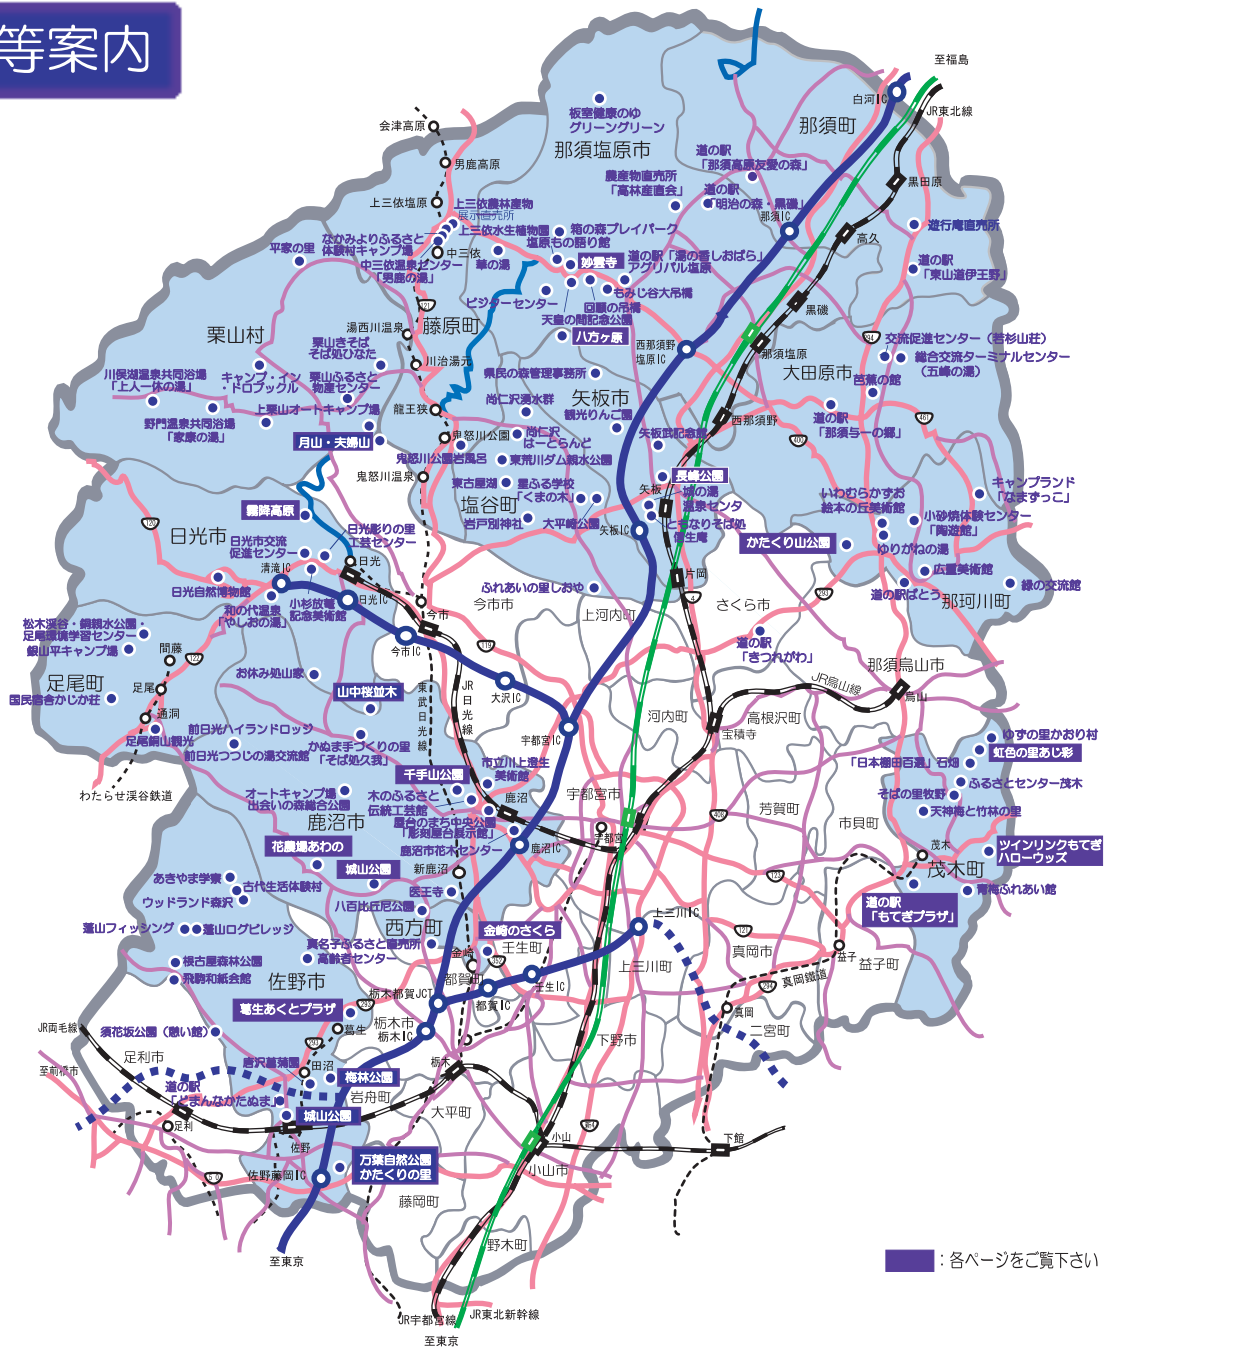 等案内
至福島
白河IC
JR東北線
会津高原
板室健康のゆ
グリーングリーン
那須町
那須塩原市
道の駅
「那須高原友愛の森」
男鹿高原
農産物直売所
「高林産直会」
道の駅
「明治の森・黒磯」
黒田原
上三依塩原
上三依農林産物
展示直売所
那須IC
遊行庵直売所
上三依水生植物園
箱の森プレイパーク
塩原もの語り館
高久
平家の里
なかみよりふるさと
体験村キャンプ場
中三依
中三依温泉センター
「男鹿の湯」
華の湯
妙雲寺
道の駅「湯の香しおばら」
アグリパル塩原
道の駅
「東山道伊王野」
ビジターセンター
もみじ谷大吊橋
回顧の吊橋
天皇の間記念公園
黒磯
121
藤原町
栗山村
湯西川温泉
八方ヶ原
西那須野
塩原IC
那須塩原
294
交流促進センター（若杉山荘）
総合交流ターミナルセンター
（五峰の湯）
栗山きそば
そば処ひなた
川治湯元
県民の森管理事務所
大田原市
芭蕉の館
川俣湖温泉共同浴場
「上人一休の湯」
キャンプ・イン
・ドロブックル
栗山ふるさと
物産センター
上栗山オートキャンプ場
龍王峡
尚仁沢湧水群
矢板市
観光りんご園
道の駅
「那須与一の郷」
461
400
西那須野
野門温泉共同浴場
「家康の湯」
月山・夫婦山
鬼怒川公園
尚仁沢
はーとらんど
矢板武記念館
鬼怒川公園岩風呂
東荒川ダム親水公園
鬼怒川温泉
東古屋湖
星ふる学校
「くまの木」
長峰公園
矢板
城の湯
温泉センタ
塩谷町
岩戸別神社
大平崎公園
矢板IC
ともなりそば処
倍生庵
キャンプランド
「なまずっこ」
いわむらかずお
絵本の丘美術館
小砂焼体験センター
「陶遊館」
霧降高原
120
日光市
日光彫りの里
工芸センター
日光市交流
促進センター
清滝IC
日光
かたくり山公園
ゆりがねの湯
広重美術館
片岡
日光自然博物館
日光IC
ふれあいの里しおや
今市市
今市
上河内町
4
さくら市
293
道の駅ばとう
緑の交流館
那珂川町
和の代温泉
「やしおの湯」
小杉放菴
記念美術館
松木渓谷・銅親水公園・
足尾環境学習センター
銀山平キャンプ場
間藤
122
今市IC
119
道の駅
「きつれがわ」
那須烏山市
足尾町
足尾
お休み処山家
山中桜並木
東武日光線
JR日光線
大沢IC
JR烏山線
烏山
国民宿舎かじか荘
通洞
足尾銅山観光
前日光ハイランドロッジ
前日光つつじの湯交流館
かぬま手づくりの里
「そば処久我」
宇都宮IC
河内町
高根沢町
宝積寺
ゆずの里かおり村
虹色の里あじ彩
「日本棚田百選」石畑
わたらせ渓谷鉄道
千手山公園
市立川上澄生
美術館
ふるさとセンター茂木
そばの里牧野
天神梅と竹林の里
オートキャンプ場
出会いの森総合公園
木のふるさと
伝統工芸館
鹿沼
宇都宮市
宇都宮
芳賀町
408
市貝町
鹿沼市
屋台のまち中央公園
「彫刻屋台展示館」
花農場あわの
鹿沼市花木センター
鹿沼IC
茂木
茂木町
ツインリンクもてぎ
ハローウッズ
城山公園
新鹿沼
123
青梅ふれあい館
道の駅
「もてぎプラザ」
あきやま学寮
古代生活体験村
ウッドランド森沢
医王寺
八百比丘尼公園
西方町
上三川IC
蓬山フィッシング
蓬山ログビレッジ
金崎のさくら
真名子ふるさと直売所
高齢者センター
金崎
352
壬生町
121
真岡市
益子
益子町
根古屋森林公園
飛駒和紙会館
佐野市
都賀町
壬生IC
上三川町
真岡鐵道
294
葛生あくとプラザ
栃木都賀JCT
都賀IC
293
真岡
JR両毛線
須花坂公園（憩い館）
葛生
栃木市
栃木IC
二宮町
足利市
293
唐沢菖蒲園
田沼
栃木
下野市
至前橋市
道の駅
「どまんなかたぬま」
梅林公園
岩舟町
大平町
足利
城山公園
佐野
小山
下館
50
佐野藤岡IC
万葉自然公園
かたくりの里
小山市
藤岡町
野木町
至東京
：各ページをご覧下さい
JR宇都宮線
JR東北新幹線
至東京